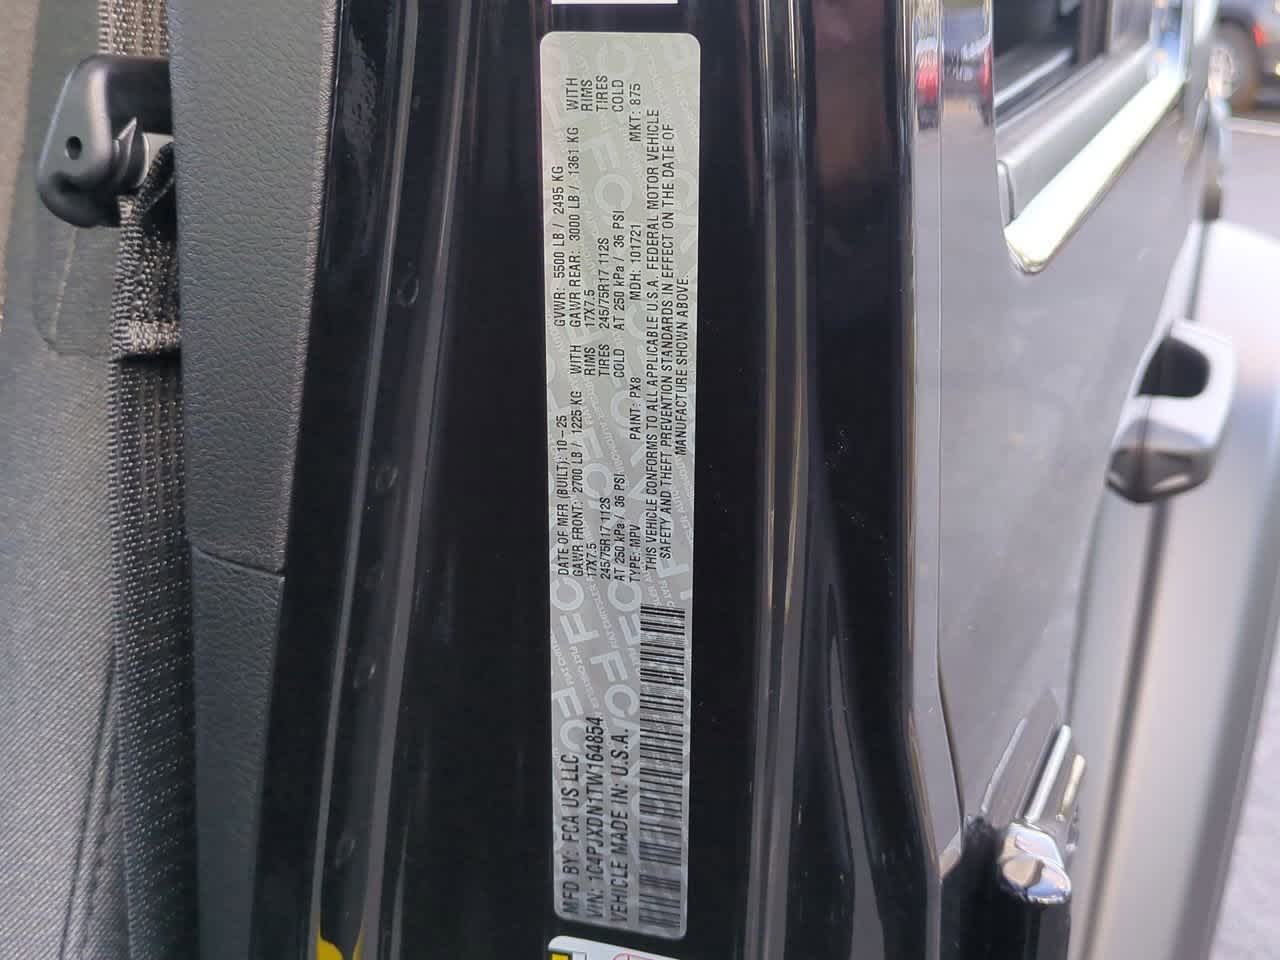 MFD BY: FCA US LLC
DATE OF MFR (BUILT): 10-25
GVWR: 5500 LB / 2495 KG
VIN: 1C4PJXDN1TW164854
GAWR FRONT: 2700 LB / 1225 KG WITH
GAWR REAR: 3000 LB / 1361 KG WITH
VEHICLE MADE IN: U.S.A.
17X7.5 RIMS
17X7.5 RIMS
245/75R17 112S TIRES
245/75R17 112S TIRES
AT 250 kPa / 36 PSI COLD
AT 250 kPa / 36 PSI COLD
TYPE: MPV PAINT: PX8 MDH: 101721 MKT: 875
THIS VEHICLE CONFORMS TO ALL APPLICABLE U.S.A. FEDERAL MOTOR VEHICLE
SAFETY AND THEFT PREVENTION STANDARDS IN EFFECT ON THE DATE OF
MANUFACTURE SHOWN ABOVE.